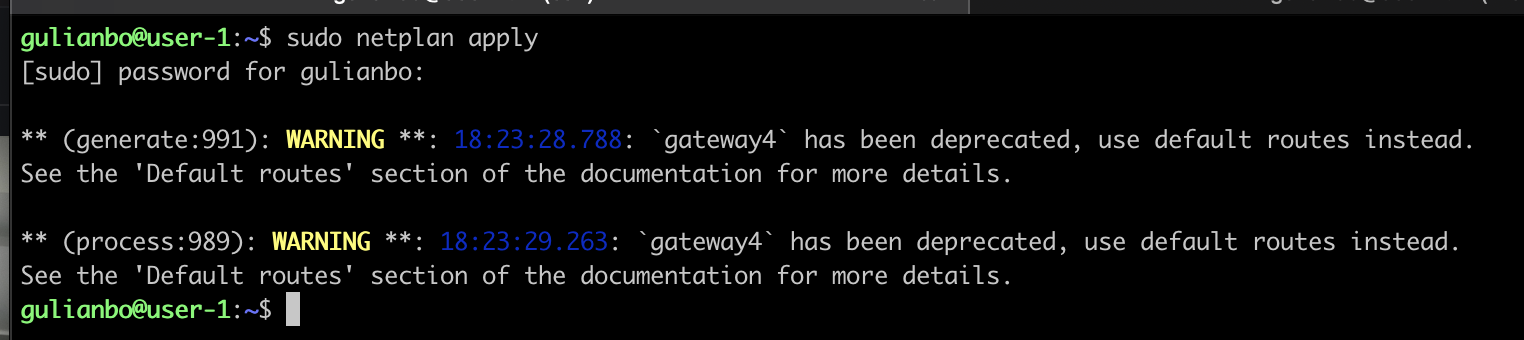 gulianbo@user-1:~$ sudo netplan apply
[sudo] password for gulianbo:
** (generate:991): WARNING **: 18:23:28.788: `gateway4` has been deprecated, use default routes instead.
See the 'Default routes' section of the documentation for more details.
** (process:989): WARNING **: 18:23:29.263: `gateway4` has been deprecated, use default routes instead.
See the 'Default routes' section of the documentation for more details.
gulianbo@user-1:~$